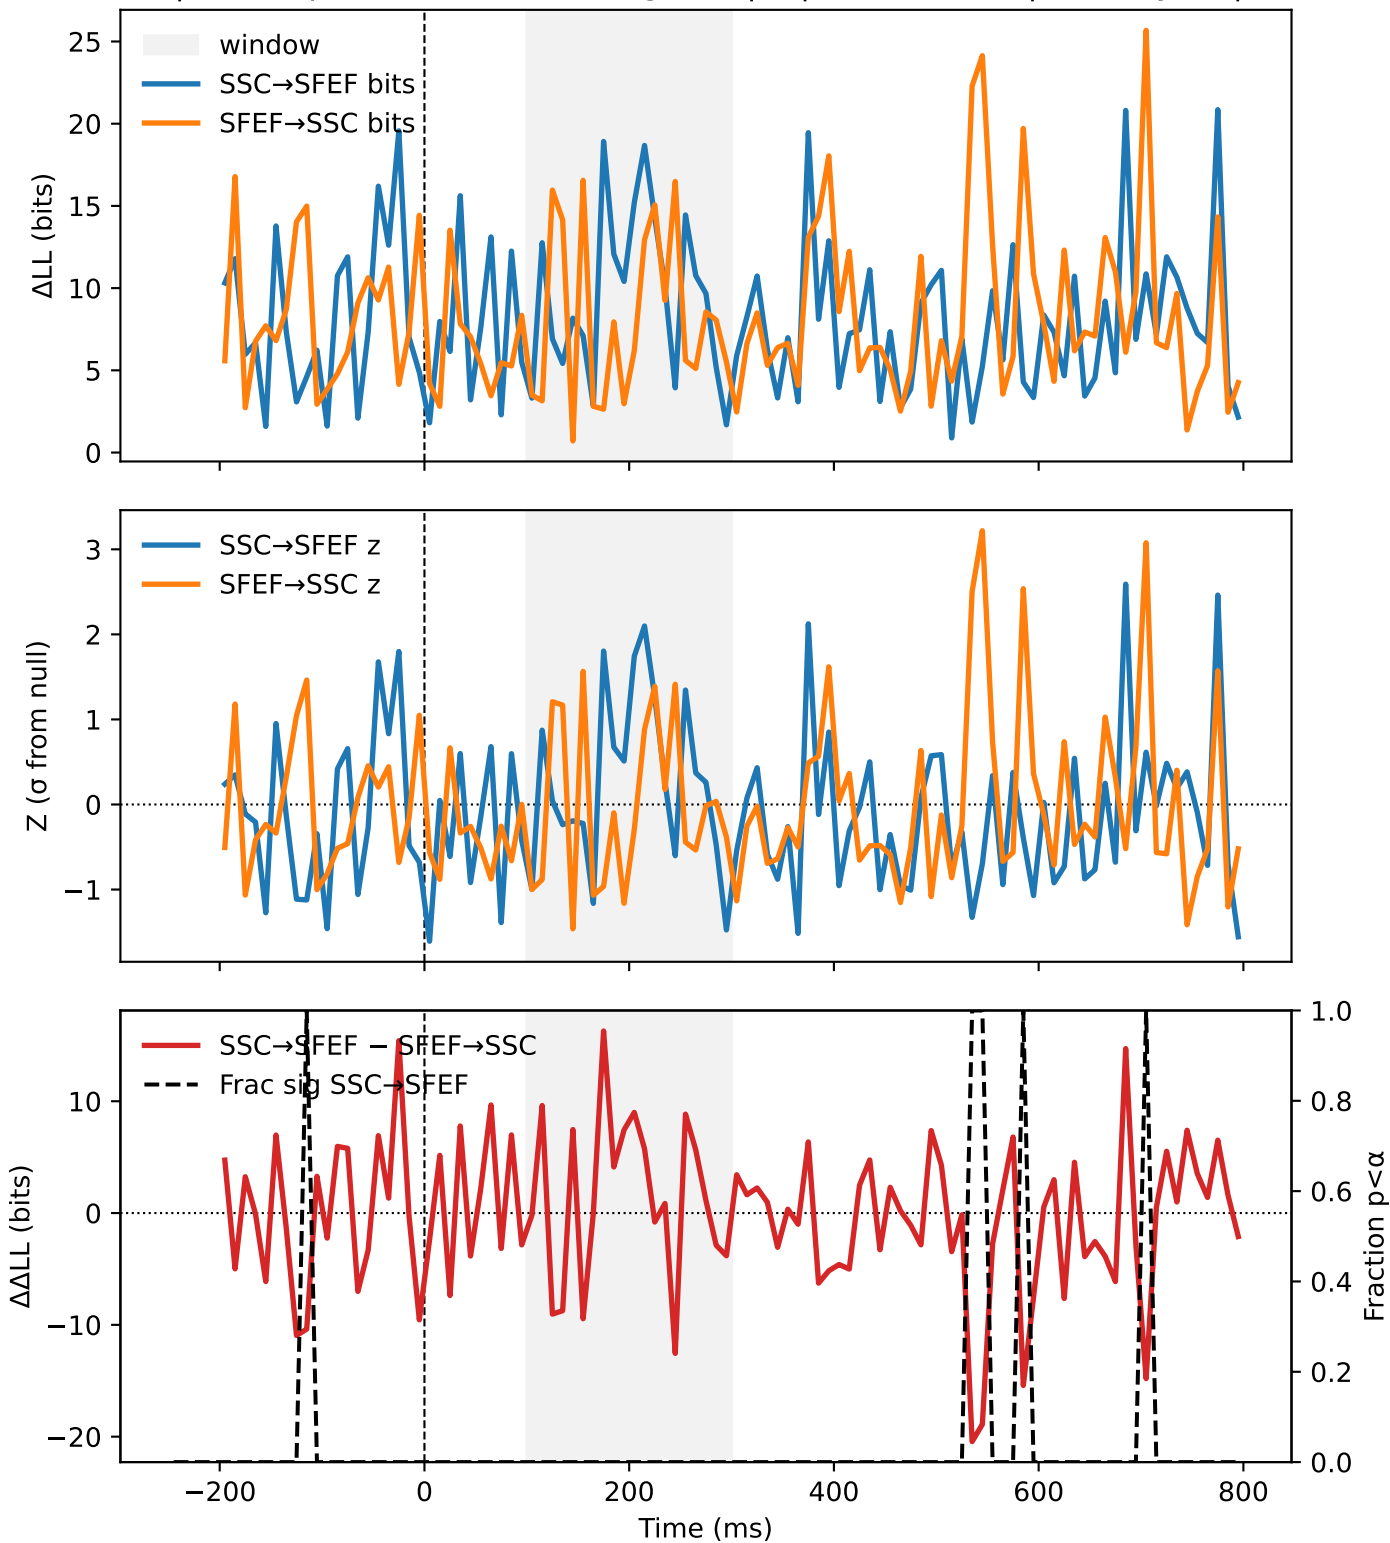 window
SSC→SFEF bits
SFEF→SSC bits
25
20
15
10
5
0
ΔLL (bits)
SSC→SFEF z
SFEF→SSC z
3
2
1
0
−1
Z (σ from null)
SSC→SFEF − SFEF→SSC
Frac sig SSC→SFEF
10
0
−10
−20
ΔΔLL (bits)
1.0
0.8
0.6
0.4
0.2
0.0
Fraction p<α
−200 0 200 400 600 800
Time (ms)